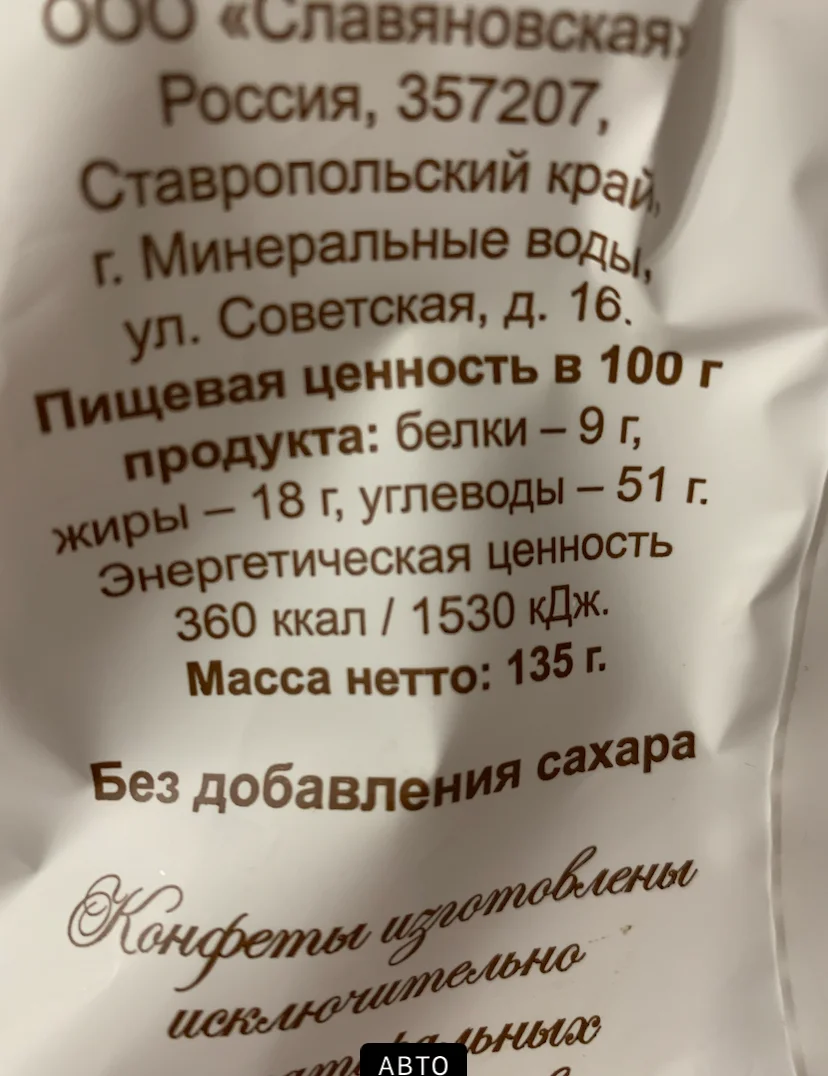 ООО «Славяновская»
Россия, 357207,
Ставропольский край,
г. Минеральные воды,
ул. Советская, д. 16.
Пищевая ценность в 100 г
продукта: белки – 9 г,
жиры – 18 г, углеводы – 51 г.
Энергетическая ценность
360 ккал / 1530 кДж.
Масса нетто: 135 г.
Без добавления сахара
Конфеты изготовлены
исключительно
АВТО